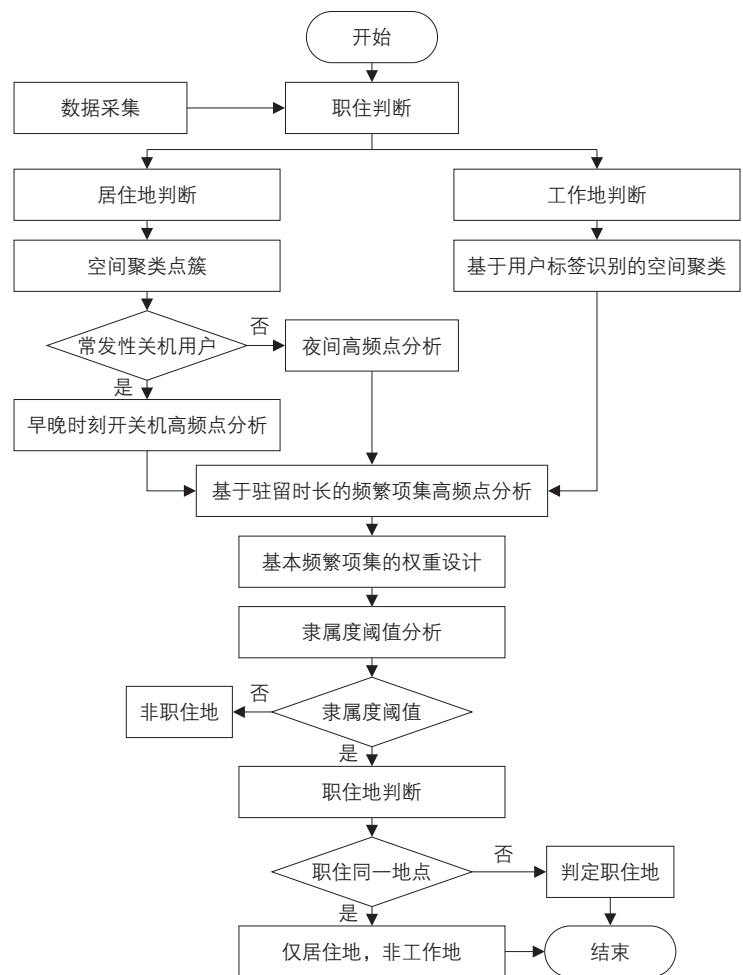 开始
数据采集
职住判断
居住地判断
工作地判断
空间聚类点簇
基于用户标签识别的空间聚类
常发性关机用户
否
夜间高频点分析
是
早晚时刻开关机高频点分析
基于驻留时长的频繁项集高频点分析
基本频繁项集的权重设计
隶属度阈值分析
非职住地
否
隶属度阈值
是
职住地判断
职住同一地点
否
判定职住地
是
仅居住地，非工作地
结束